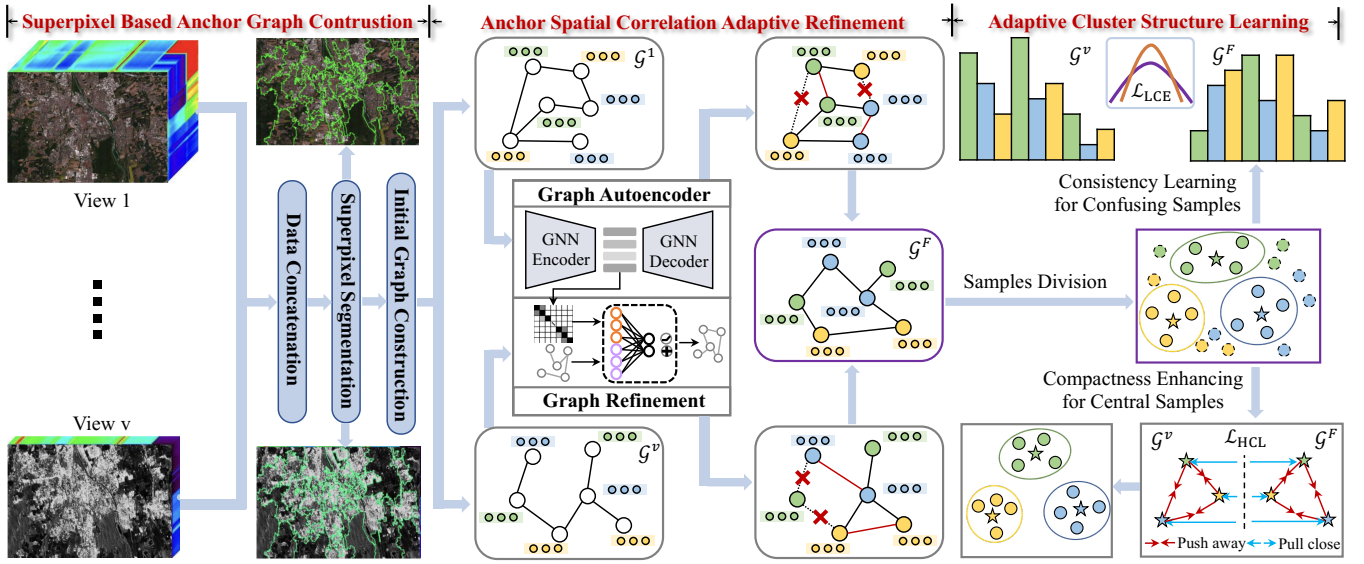 Superpixel Based Anchor Graph Contrustion
Anchor Spatial Correlation Adaptive Refinement
Adaptive Cluster Structure Learning
View 1
View v
Data Concatenation
Superpixel Segmentation
Initial Graph Construction
𝒢¹
Graph Autoencoder
GNN
Encoder
GNN
Decoder
Graph Refinement
𝒢ᵛ
𝒢ᶠ
Samples Division
𝒢ᵛ
ℒ_LCE
𝒢ᶠ
Consistency Learning
for Confusing Samples
Compactness Enhancing
for Central Samples
𝒢ᵛ
ℒ_HCL
𝒢ᶠ
Push away
Pull close